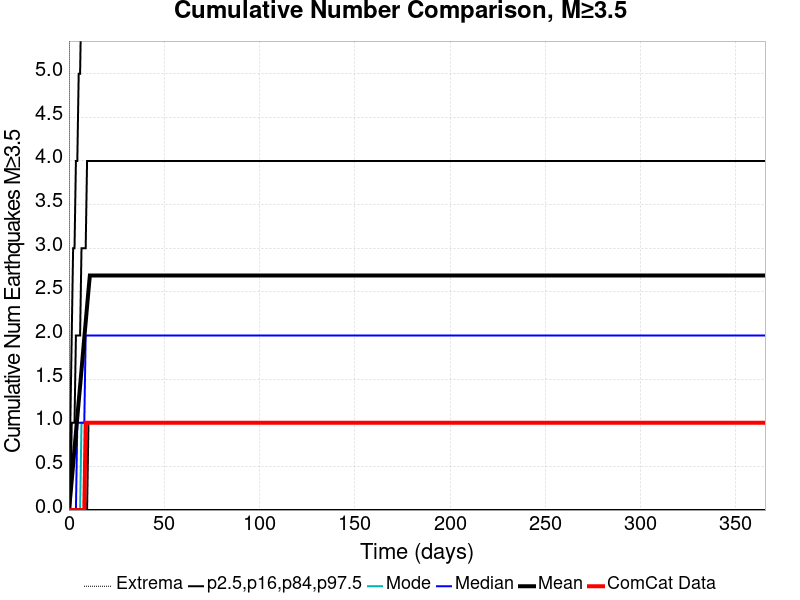 Cumulative Number Comparison, M≥3.5
Cumulative Num Earthquakes M≥3.5
5.0
4.5
4.0
3.5
3.0
2.5
2.0
1.5
1.0
0.5
0.0
0 50 100 150 200 250 300 350
Time (days)
Extrema p2.5,p16,p84,p97.5 Mode Median Mean ComCat Data